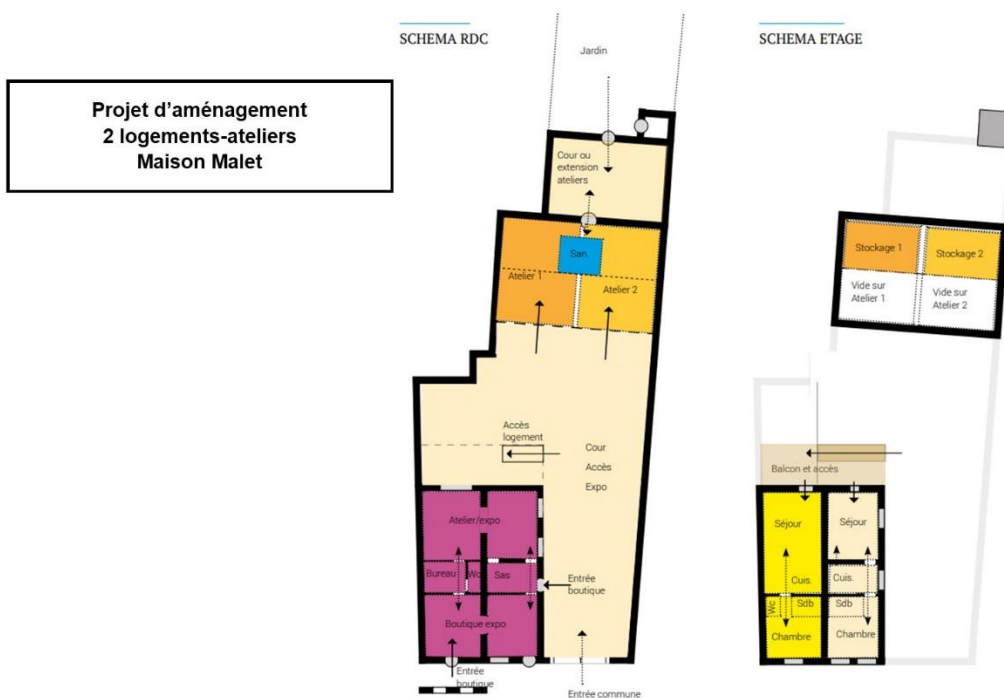 Projet d’aménagement
2 logements-ateliers
Maison Malet
SCHEMA RDC
Jardin
Cour ou
extension
ateliers
San.
Atelier 1
Atelier 2
Accès
logement
Cour
Accès
Expo
Atelier/expo
Bureau
Wc
Sas
Entrée
boutique
Boutique expo
Entrée
boutique
Entrée commune
SCHEMA ETAGE
Stockage 1
Stockage 2
Vide sur
Atelier 1
Vide sur
Atelier 2
Balcon et accès
Séjour
Séjour
Cuis.
Cuis.
Wc
Sdb
Sdb
Chambre
Chambre